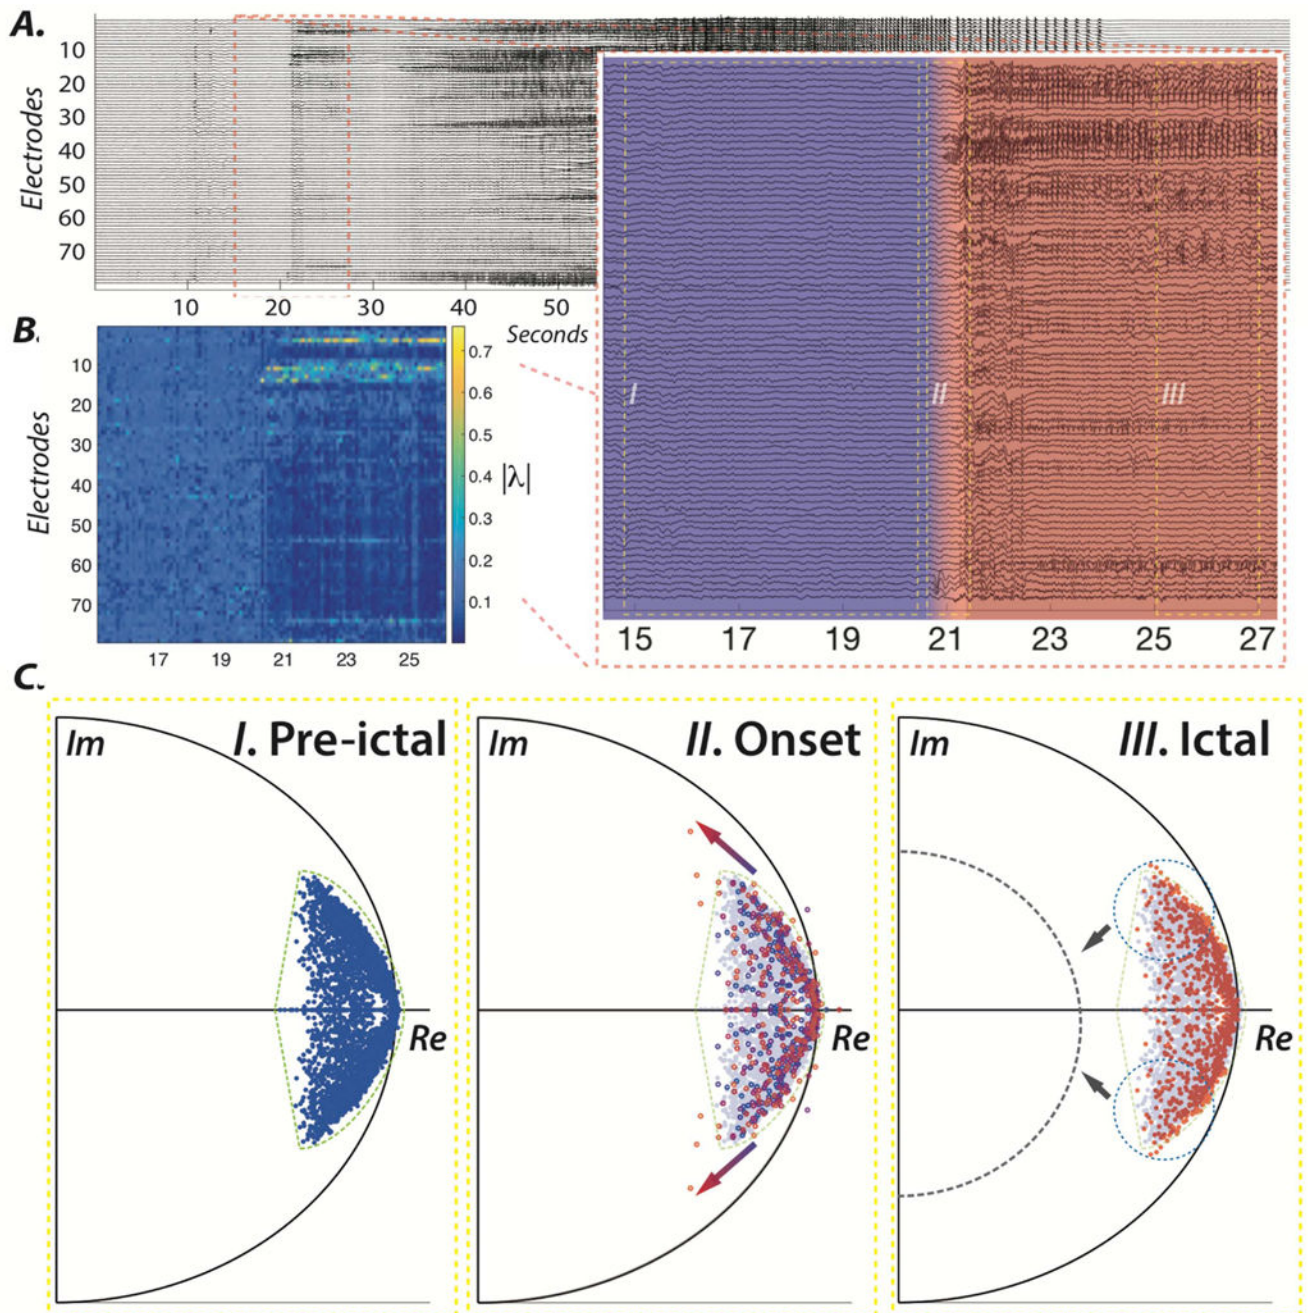 A.
Electrodes
10
20
30
40
50
60
70
10 20 30 40 50
Seconds
I II III
15 17 19 21 23 25 27
B.
Electrodes
10
20
30
40
50
60
70
17 19 21 23 25
0.7
0.6
0.5
0.4
0.3
0.2
0.1
|λ|
C.
Im
I. Pre-ictal
Re
Im
II. Onset
Re
Im
III. Ictal
Re